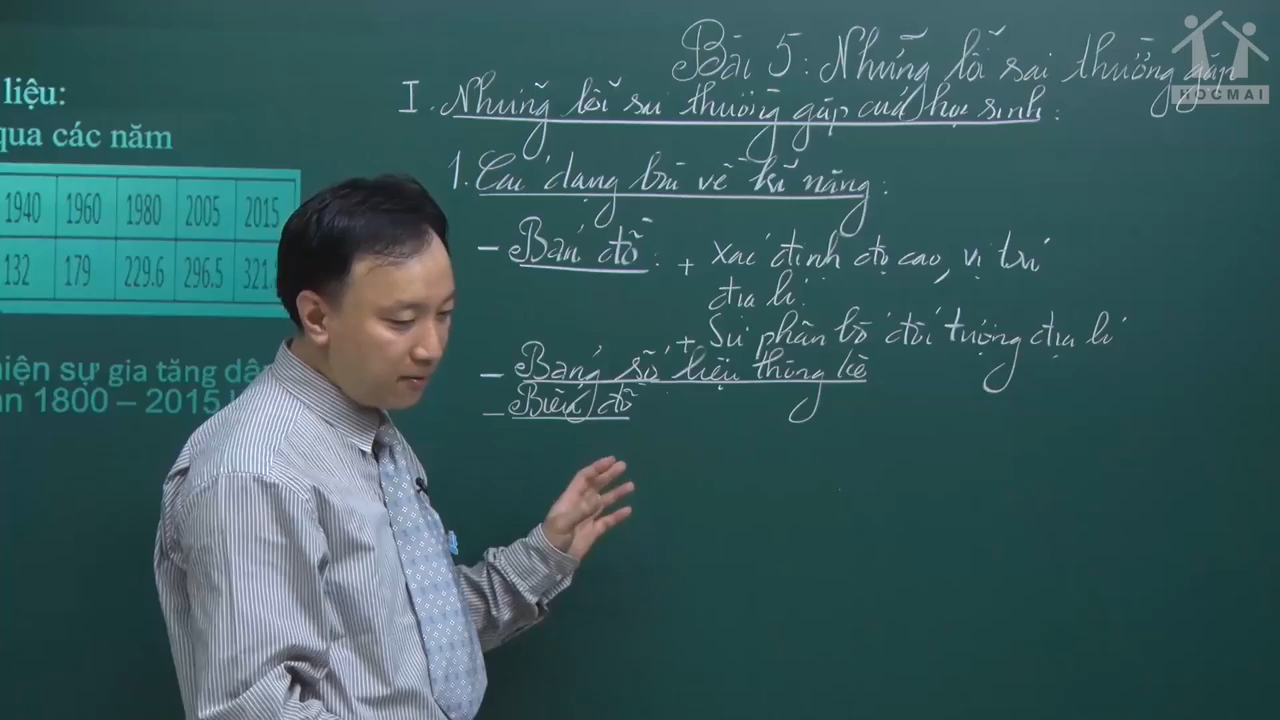 Bài 5: Những lỗi sai thường gặp
HOCMAI
I. Những lỗi sai thường gặp của học sinh:
1. Các dạng bài về kĩ năng:
- Bản đồ: + Xác định độ cao, vị trí
địa lí.
+ Sự phân bố đối tượng địa lí
- Bảng số liệu thống kê
- Biểu đồ
liệu:
qua các năm
1940 1960 1980 2005 2015
132 179 229.6 296.5 321.
hiện sự gia tăng dâ
1800 – 2015